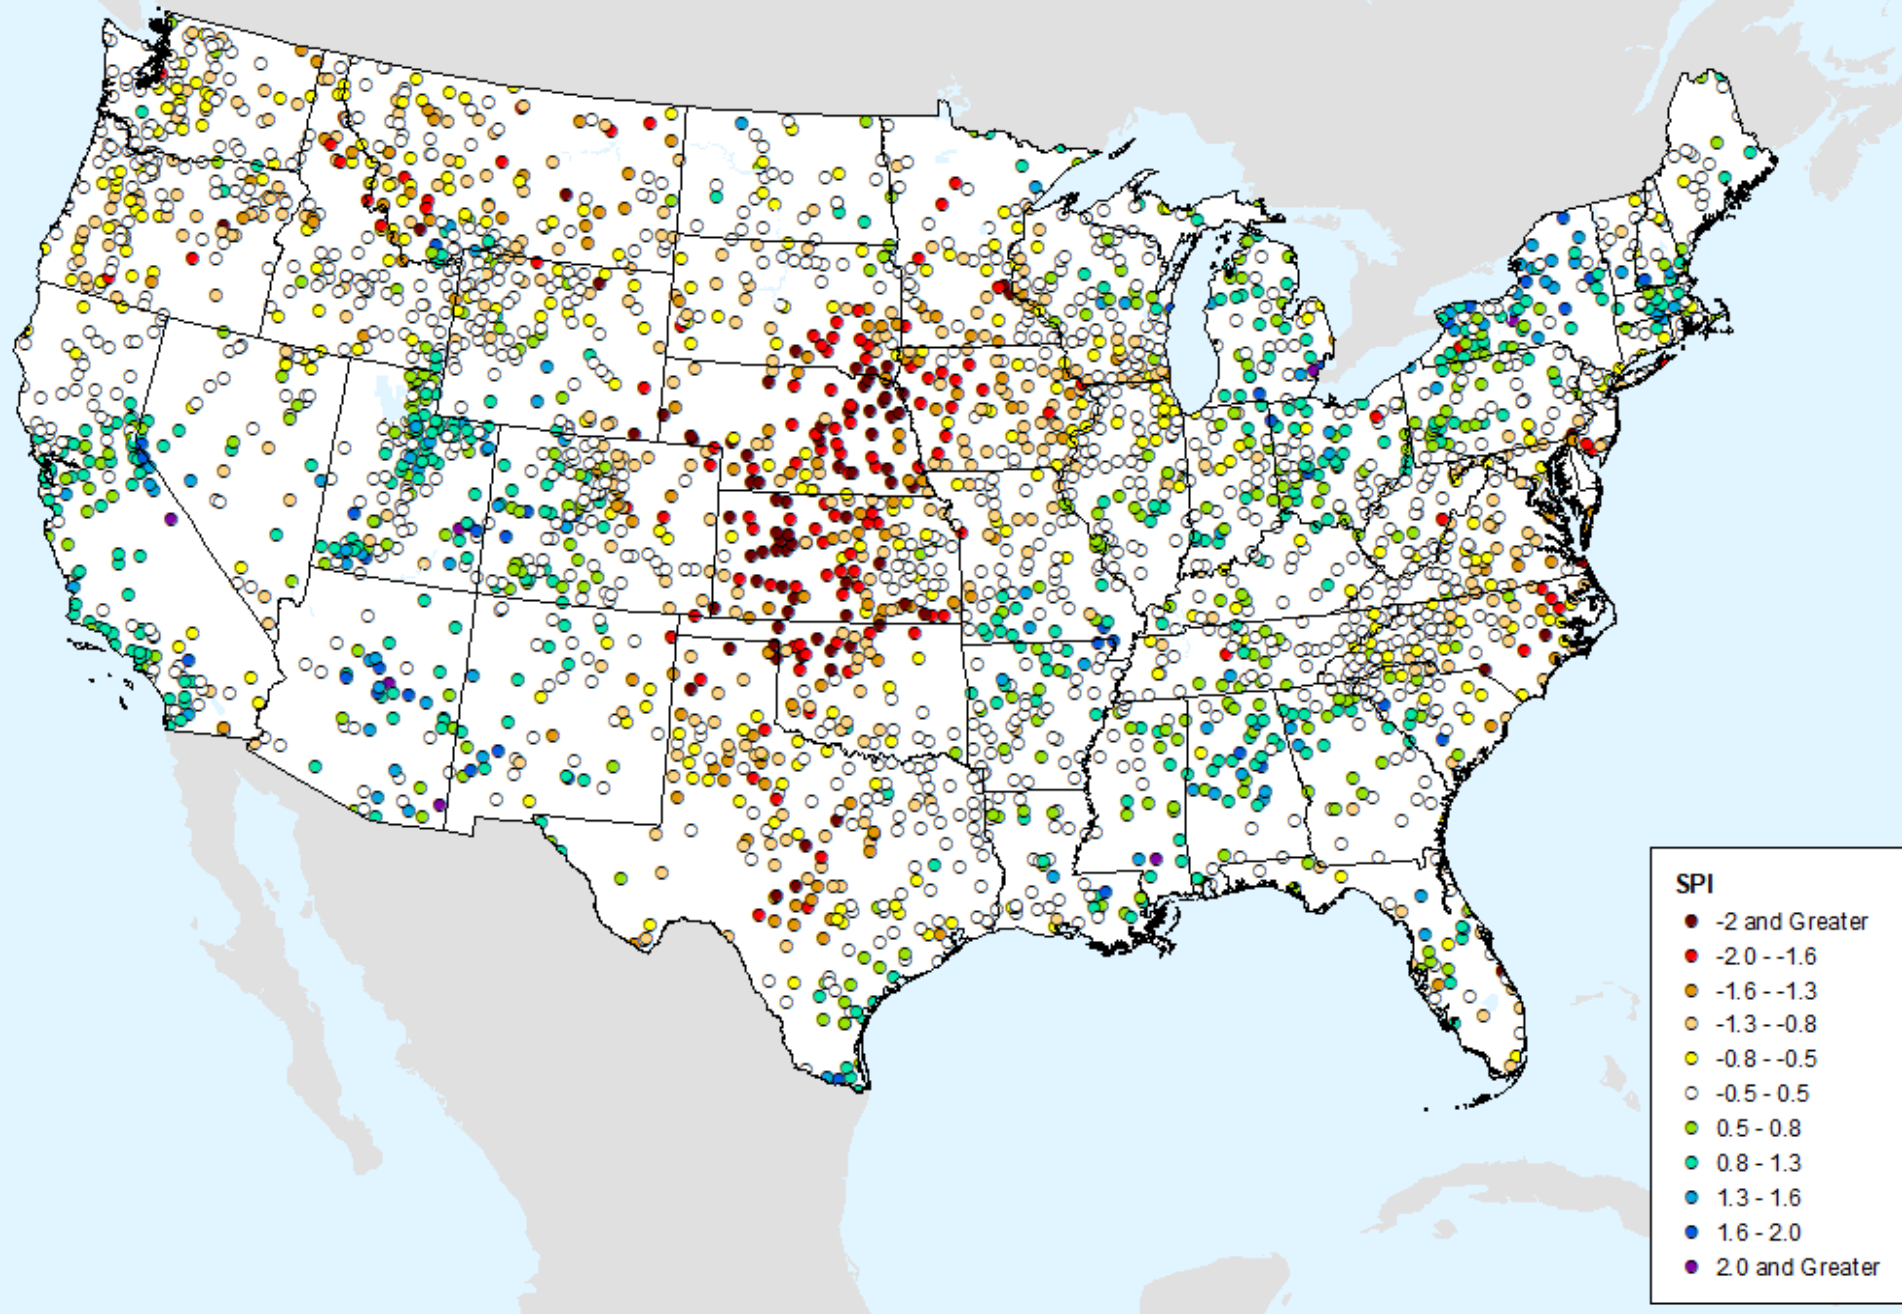 SPI
-2 and Greater
-2.0 - -1.6
-1.6 - -1.3
-1.3 - -0.8
-0.8 - -0.5
-0.5 - 0.5
0.5 - 0.8
0.8 - 1.3
1.3 - 1.6
1.6 - 2.0
2.0 and Greater